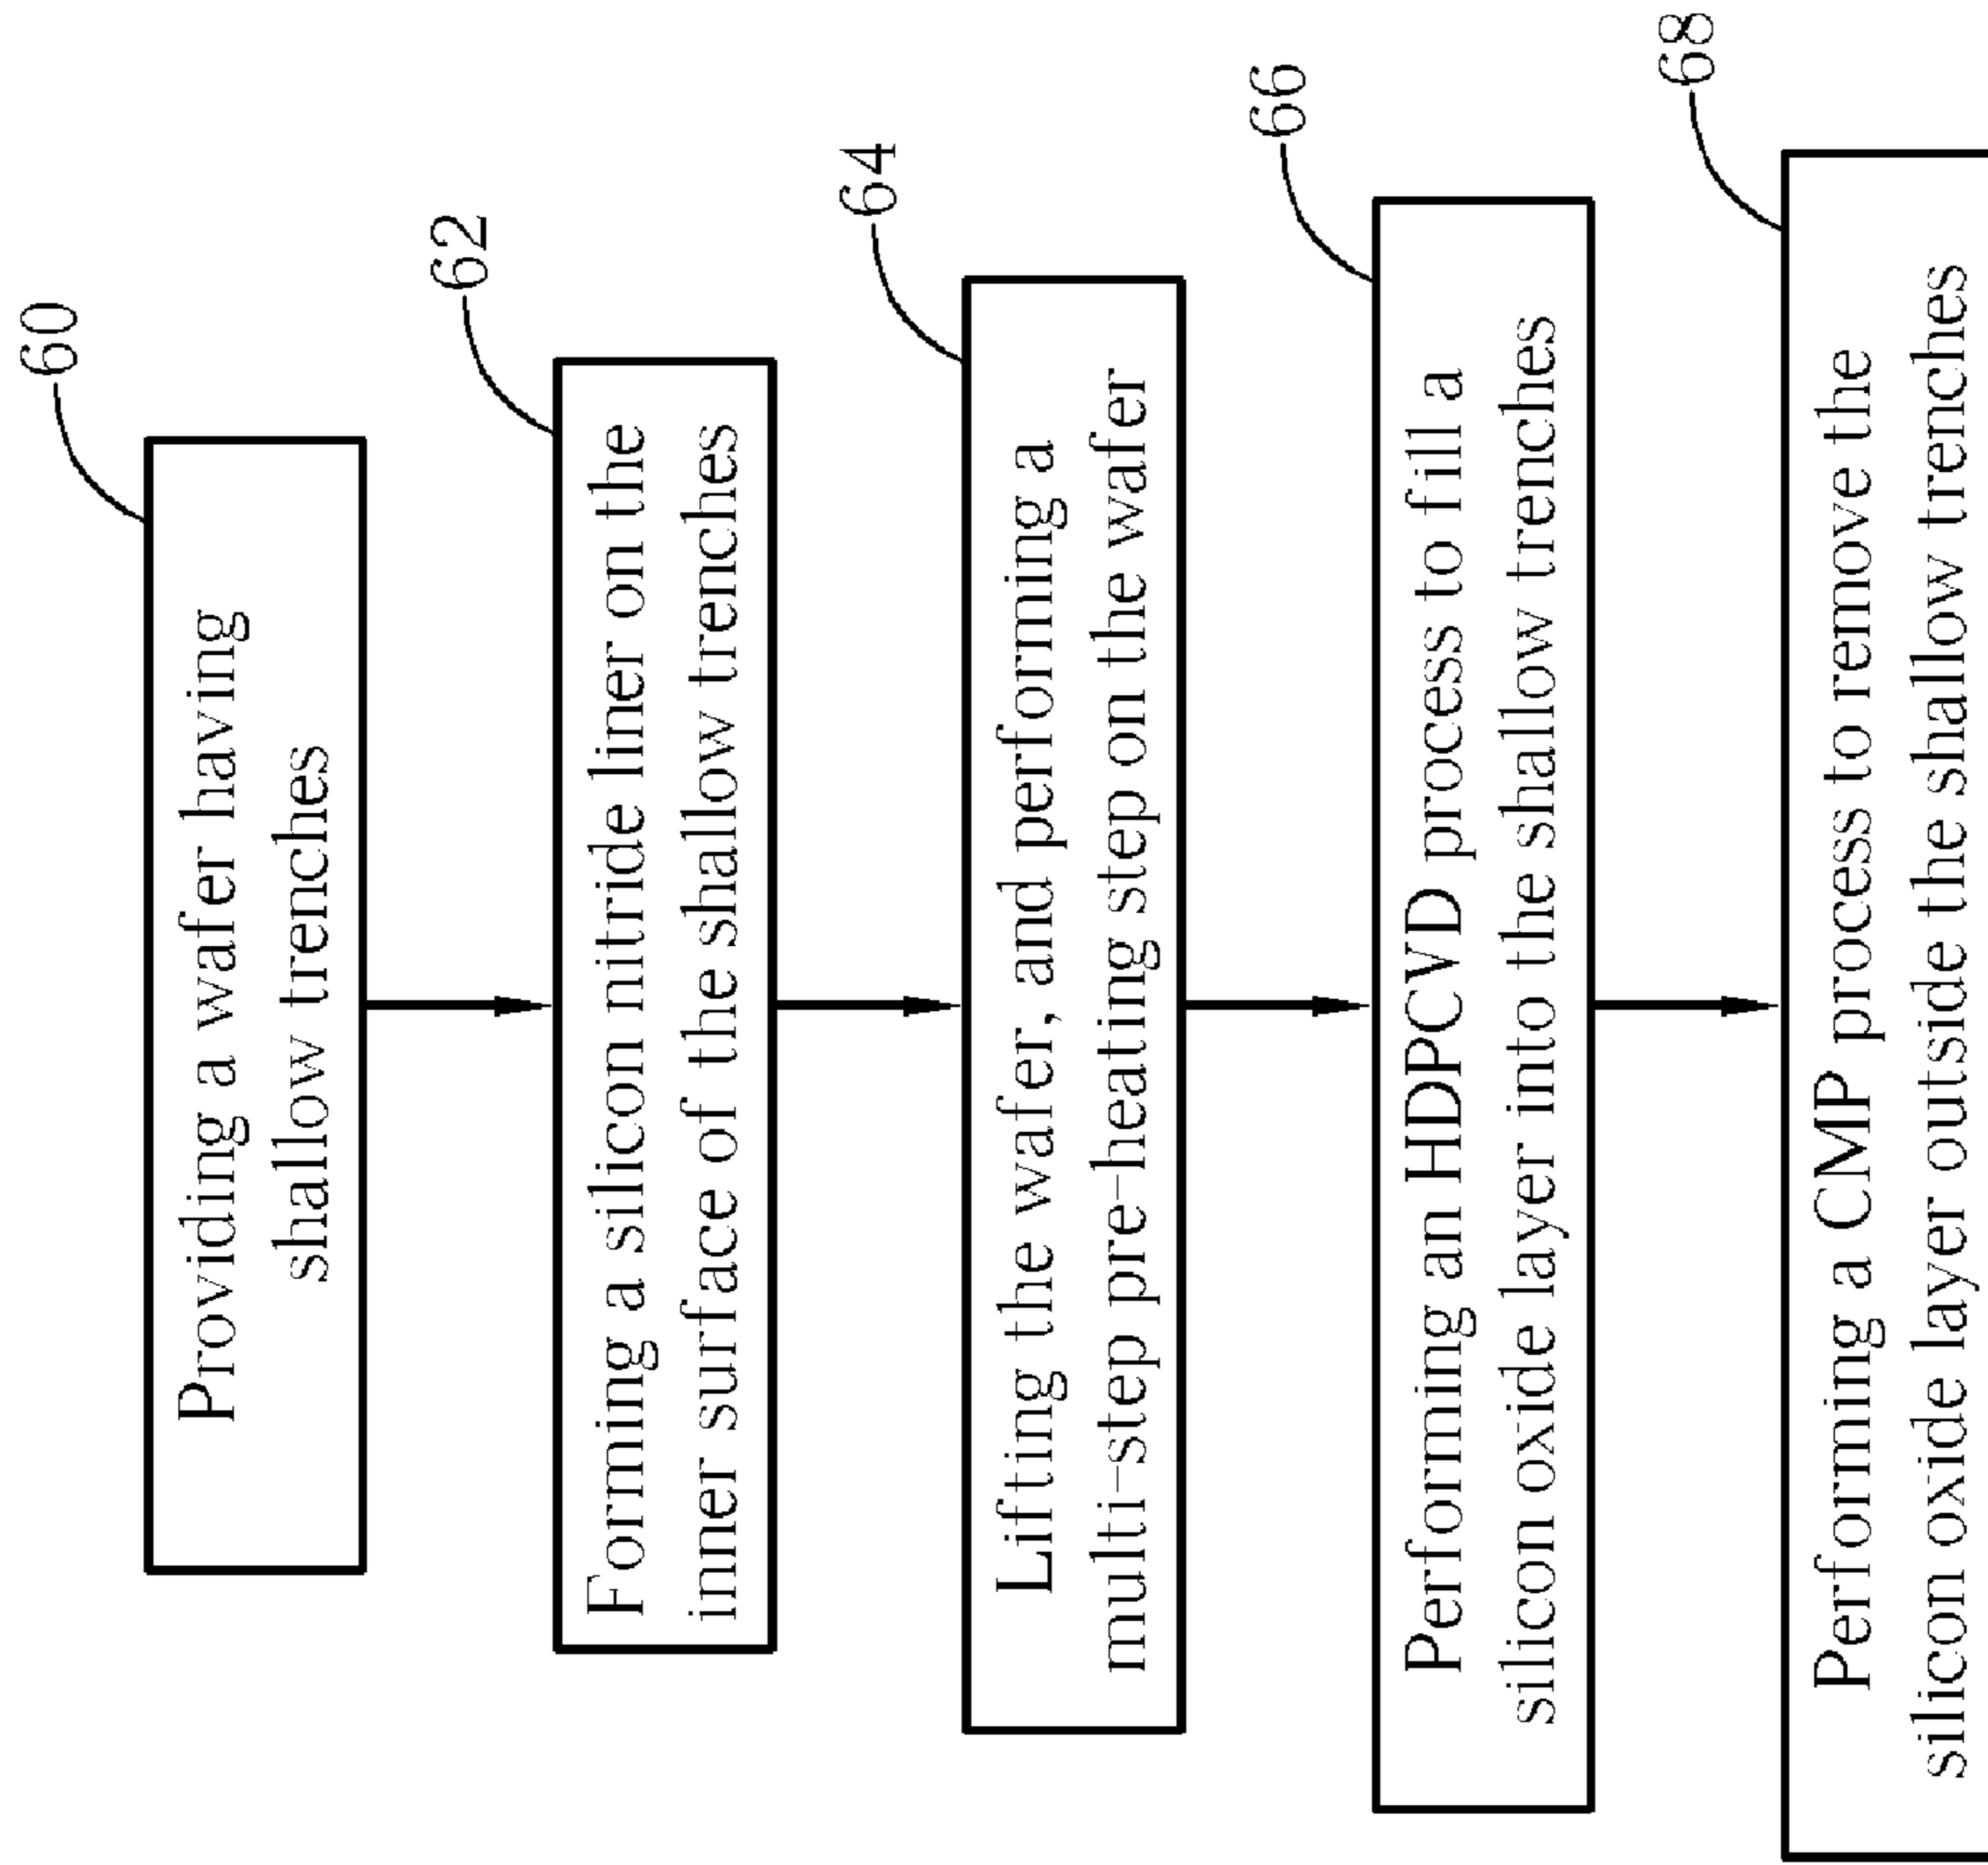 60
Providing a wafer having
shallow trenches
62
Forming a silicon nitride liner on the
inner surface of the shallow trenches
64
Lifting the wafer, and performing a
multi-step pre-heating step on the wafer
66
Performing an HDPCVD process to fill a
silicon oxide layer into the shallow trenches
68
Performing a CMP process to remove the
silicon oxide layer outside the shallow trenches